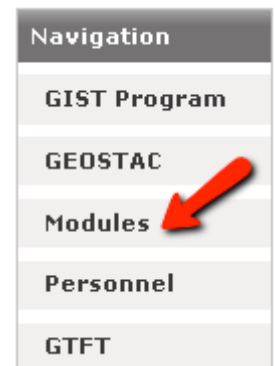 Navigation
GIST Program
GEOSTAC
Modules
Personnel
GTFT